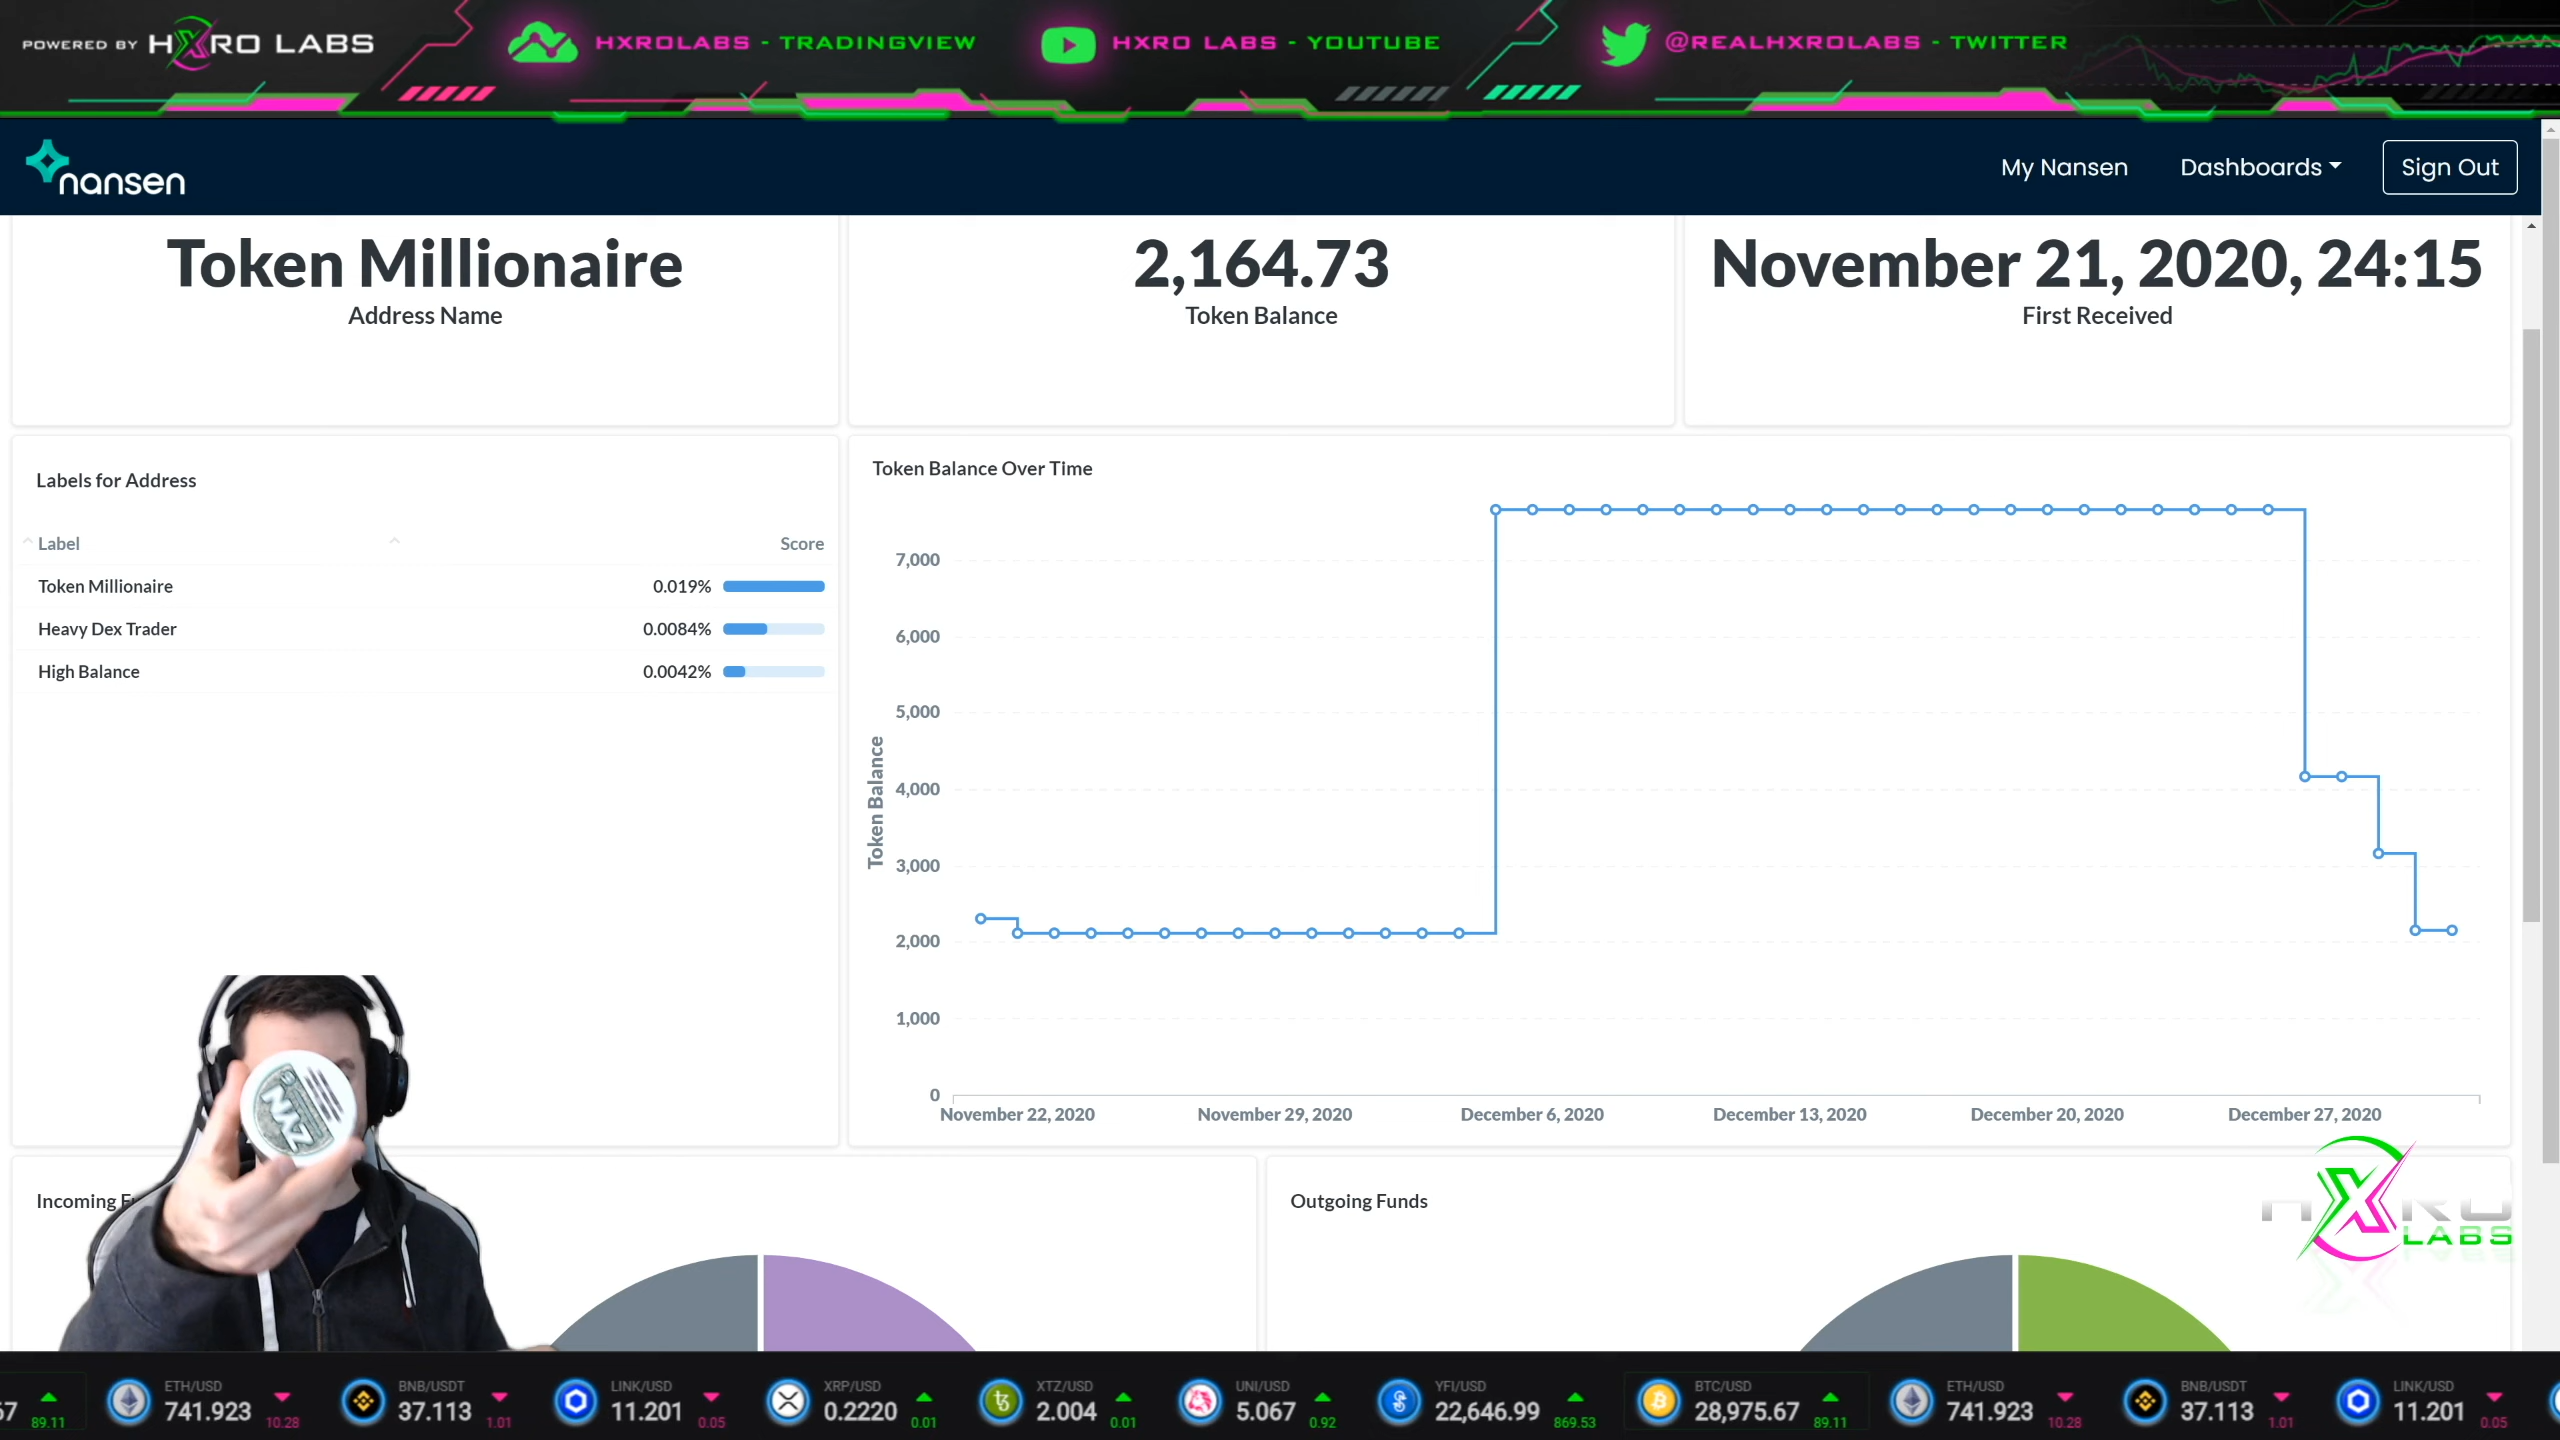 POWERED BY HXRO LABS
HXROLABS - TRADINGVIEW
HXRO LABS - YOUTUBE
@REALHXROLABS - TWITTER
nansen
My Nansen
Dashboards
Sign Out
Token Millionaire
Address Name
2,164.73
Token Balance
November 21, 2020, 24:15
First Received
Labels for Address
Label
Score
Token Millionaire
0.019%
Heavy Dex Trader
0.0084%
High Balance
0.0042%
Token Balance Over Time
7,000
6,000
5,000
4,000
3,000
2,000
1,000
0
Token Balance
November 22, 2020
November 29, 2020
December 6, 2020
December 13, 2020
December 20, 2020
December 27, 2020
Incoming
Outgoing Funds
HXRO
LABS
ZYN
67
89.11
ETH/USD
741.923
10.28
BNB/USDT
37.113
1.01
LINK/USD
11.201
0.05
XRP/USD
0.2220
0.01
XTZ/USD
2.004
0.01
UNI/USD
5.067
0.92
YFI/USD
22,646.99
869.53
BTC/USD
28,975.67
89.11
ETH/USD
741.923
10.28
BNB/USDT
37.113
1.01
LINK/USD
11.201
0.05